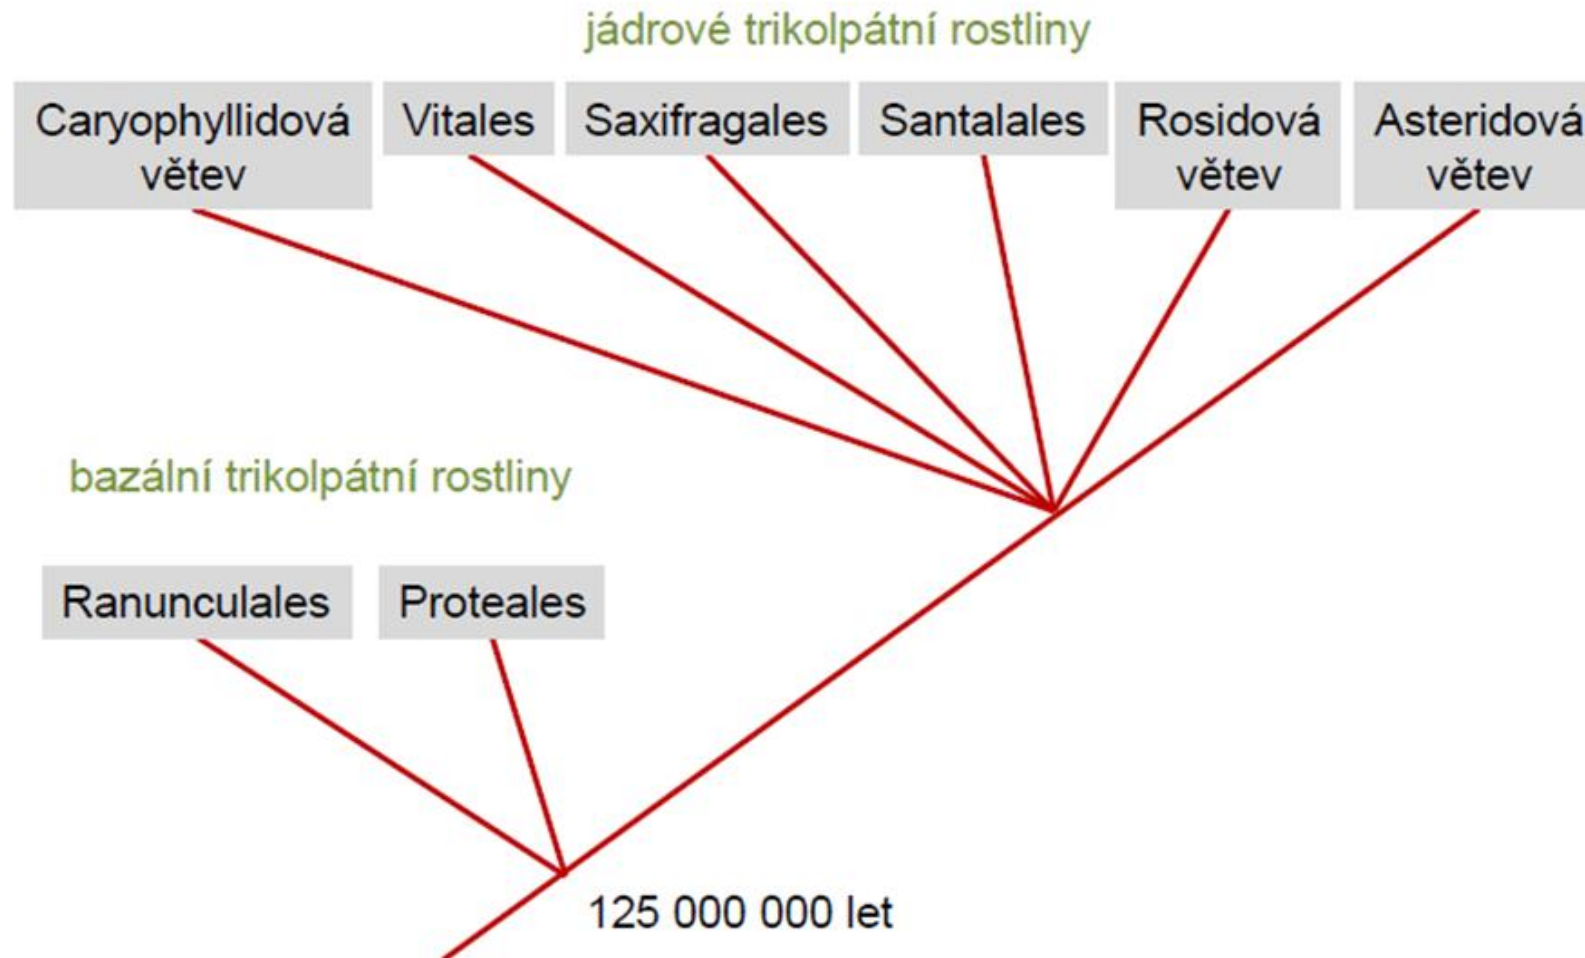 jádrové trikolpátní rostliny
Caryophyllidová
větev
Vitales
Saxifragales
Santalales
Rosidová
větev
Asteridová
větev
bazální trikolpátní rostliny
Ranunculales
Proteales
125 000 000 let